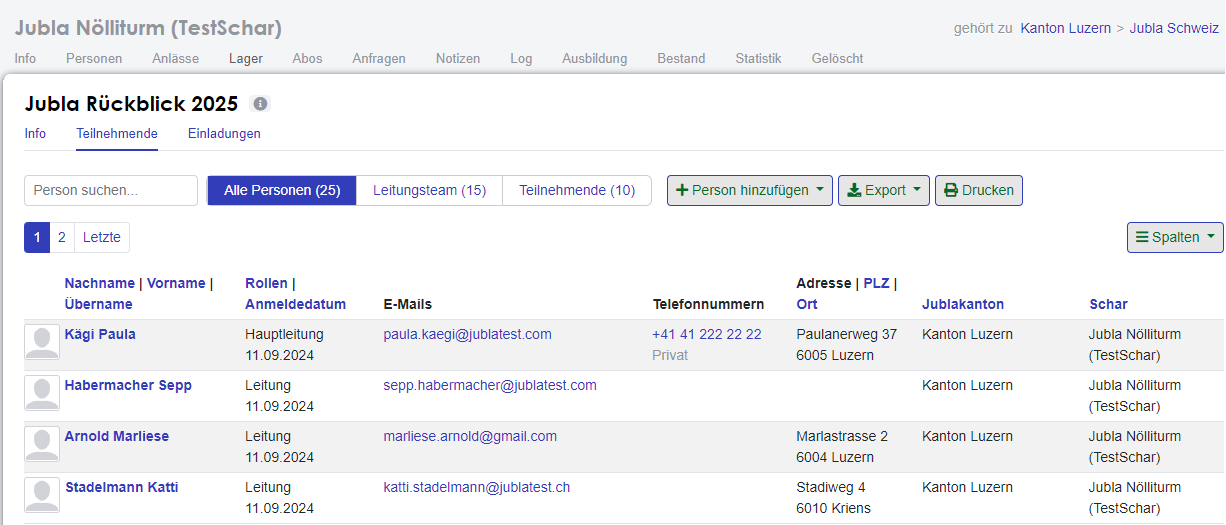 Jubla Nölliturm (TestSchar)
gehört zu Kanton Luzern > Jubla Schweiz
Info Personen Anlässe Lager Abos Anfragen Notizen Log Ausbildung Bestand Statistik Gelöscht
Jubla Rückblick 2025
Info Teilnehmende Einladungen
Person suchen... Alle Personen (25) Leitungsteam (15) Teilnehmende (10) Person hinzufügen Export Drucken
1 2 Letzte Spalten
Nachname | Vorname | Rollen | Adresse | PLZ |
Übername Anmeldedatum E-Mails Telefonnummern Ort Jublakanton Schar
Kägi Paula Hauptleitung paula.kaegi@jublatest.com +41 41 222 22 22 Paulanerweg 37 Kanton Luzern Jubla Nölliturm
11.09.2024 Privat 6005 Luzern (TestSchar)
Habermacher Sepp Leitung sepp.habermacher@jublatest.com Kanton Luzern Jubla Nölliturm
11.09.2024 (TestSchar)
Arnold Marliese Leitung marliese.arnold@gmail.com Marlastrasse 2 Kanton Luzern Jubla Nölliturm
11.09.2024 6004 Luzern (TestSchar)
Stadelmann Katti Leitung katti.stadelmann@jublatest.ch Stadiweg 4 Kanton Luzern Jubla Nölliturm
11.09.2024 6010 Kriens (TestSchar)